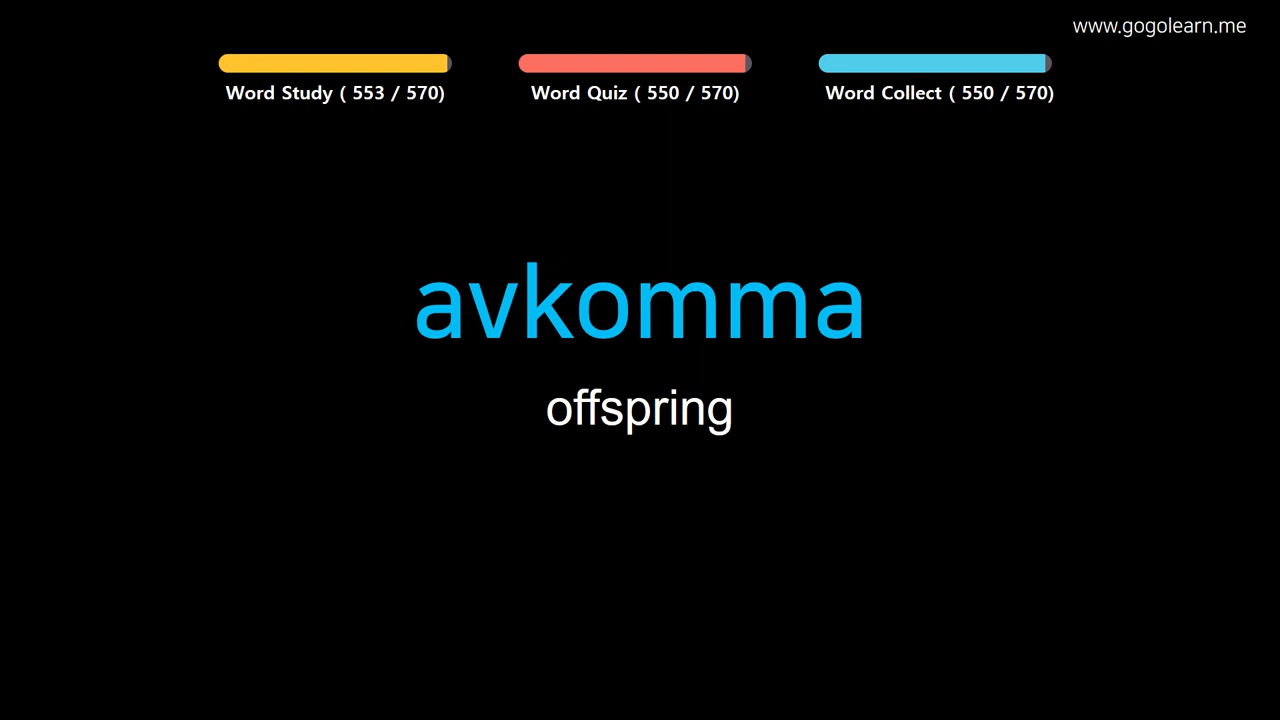 www.gogolearn.me
Word Study ( 553 / 570)
Word Quiz ( 550 / 570)
Word Collect ( 550 / 570)
avkomma
offspring